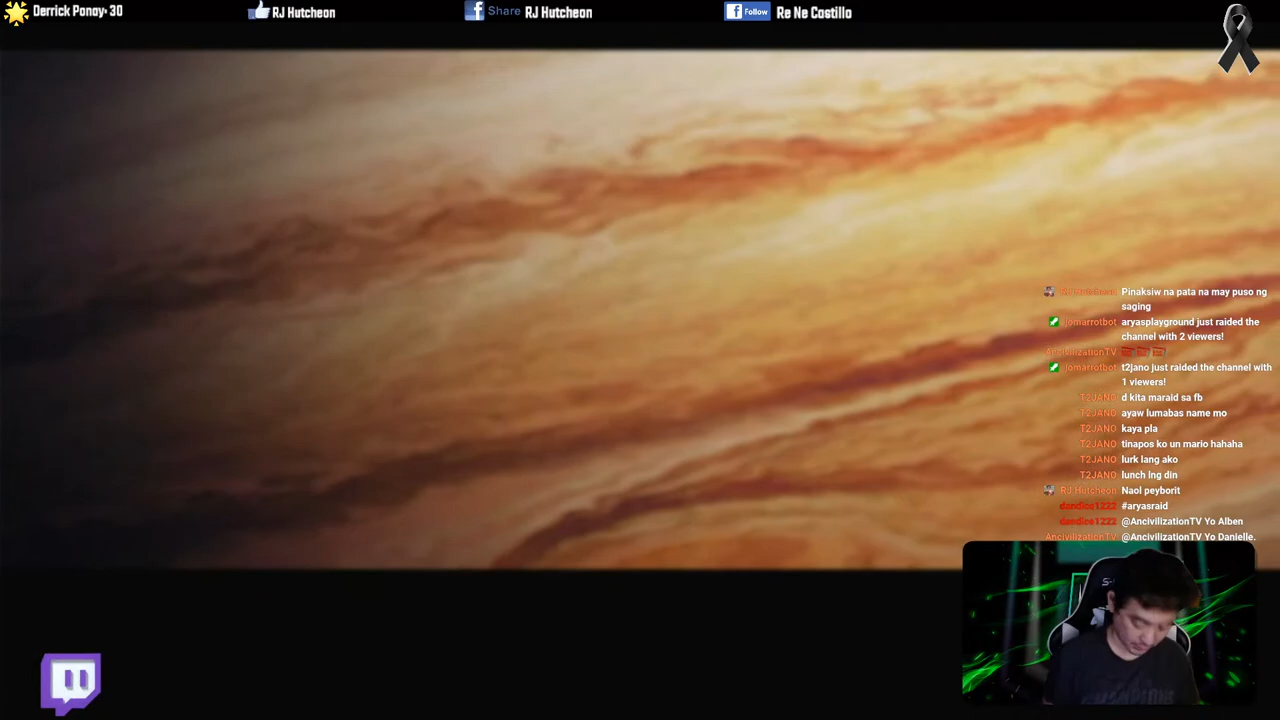 Derrick Ponay: 30
RJ Hutcheon
Share RJ Hutcheon
Follow Re Ne Castillo
RJ Hutcheon Pinaksiw na pata na may puso ng
saging
jomarrotbot aryasplayground just raided the
channel with 2 viewers!
AncivilizationTV
jomarrotbot t2jano just raided the channel with
1 viewers!
T2JANO d kita maraid sa fb
T2JANO ayaw lumabas name mo
T2JANO kaya pla
T2JANO tinapos ko un mario hahaha
T2JANO lurk lang ako
T2JANO lunch lng din
RJ Hutcheon Naol peyborit
dandice1222 #aryasraid
dandice1222 @AncivilizationTV Yo Alben
AncivilizationTV @AncivilizationTV Yo Danielle.